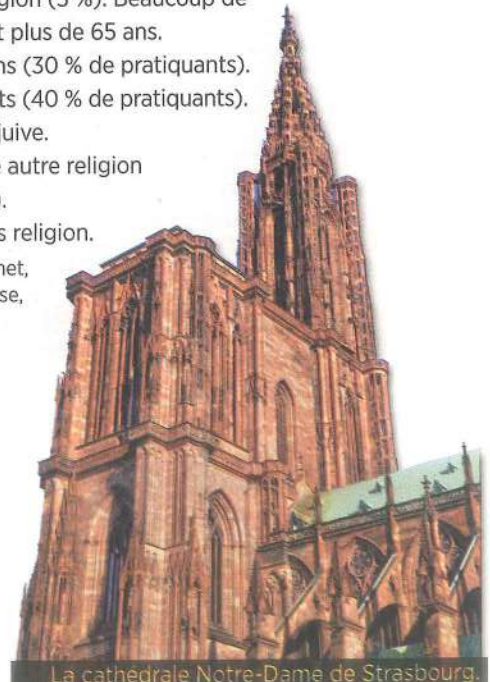 gion (5 %). Beaucoup de
t plus de 65 ans.
ns (30 % de pratiquants).
ts (40 % de pratiquants).
juive.
e autre religion
.
s religion.
net,
se,
La cathédrale Notre-Dame de Strasbourg.